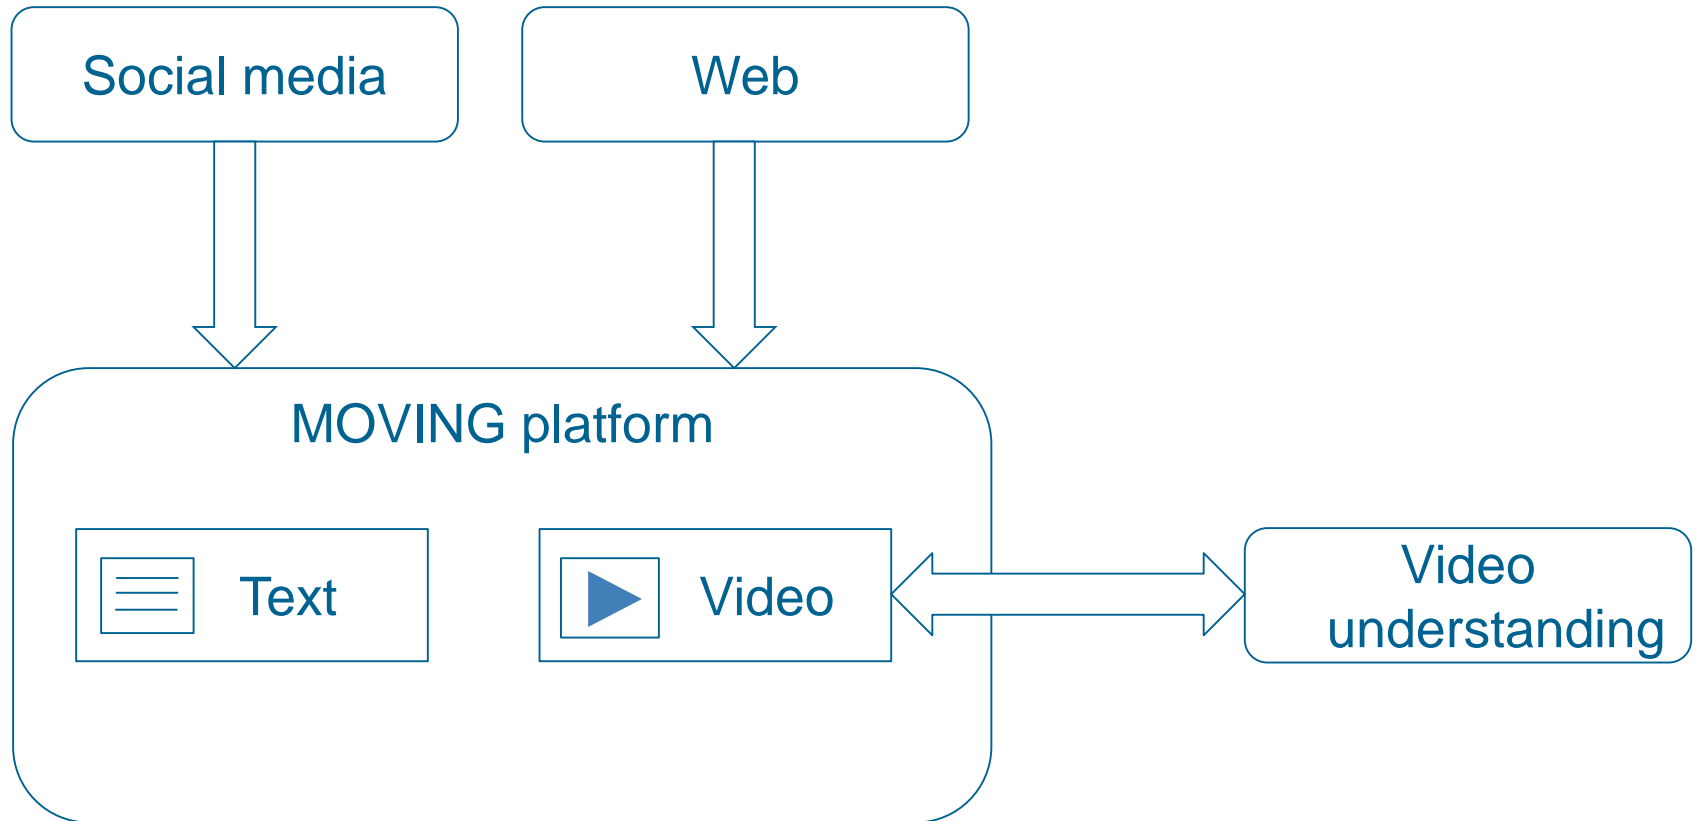 Social media
Web
MOVING platform
Text
Video
Video
understanding